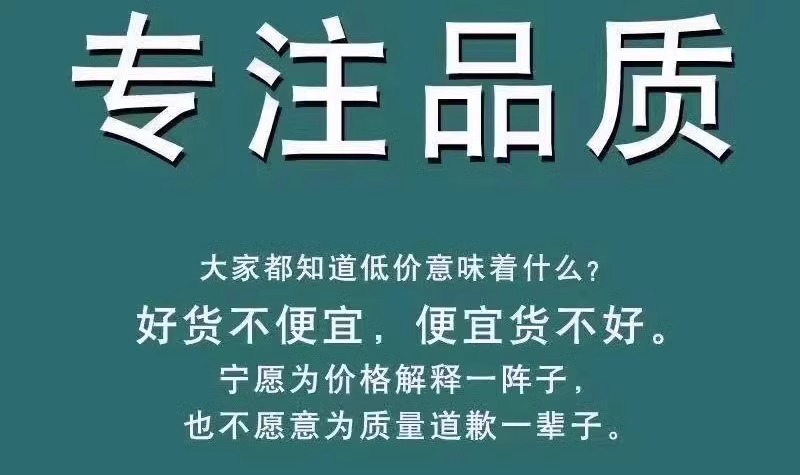 专注品质
大家都知道低价意味着什么?
好货不便宜，便宜货不好。
宁愿为价格解释一阵子，
也不愿意为质量道歉一辈子。